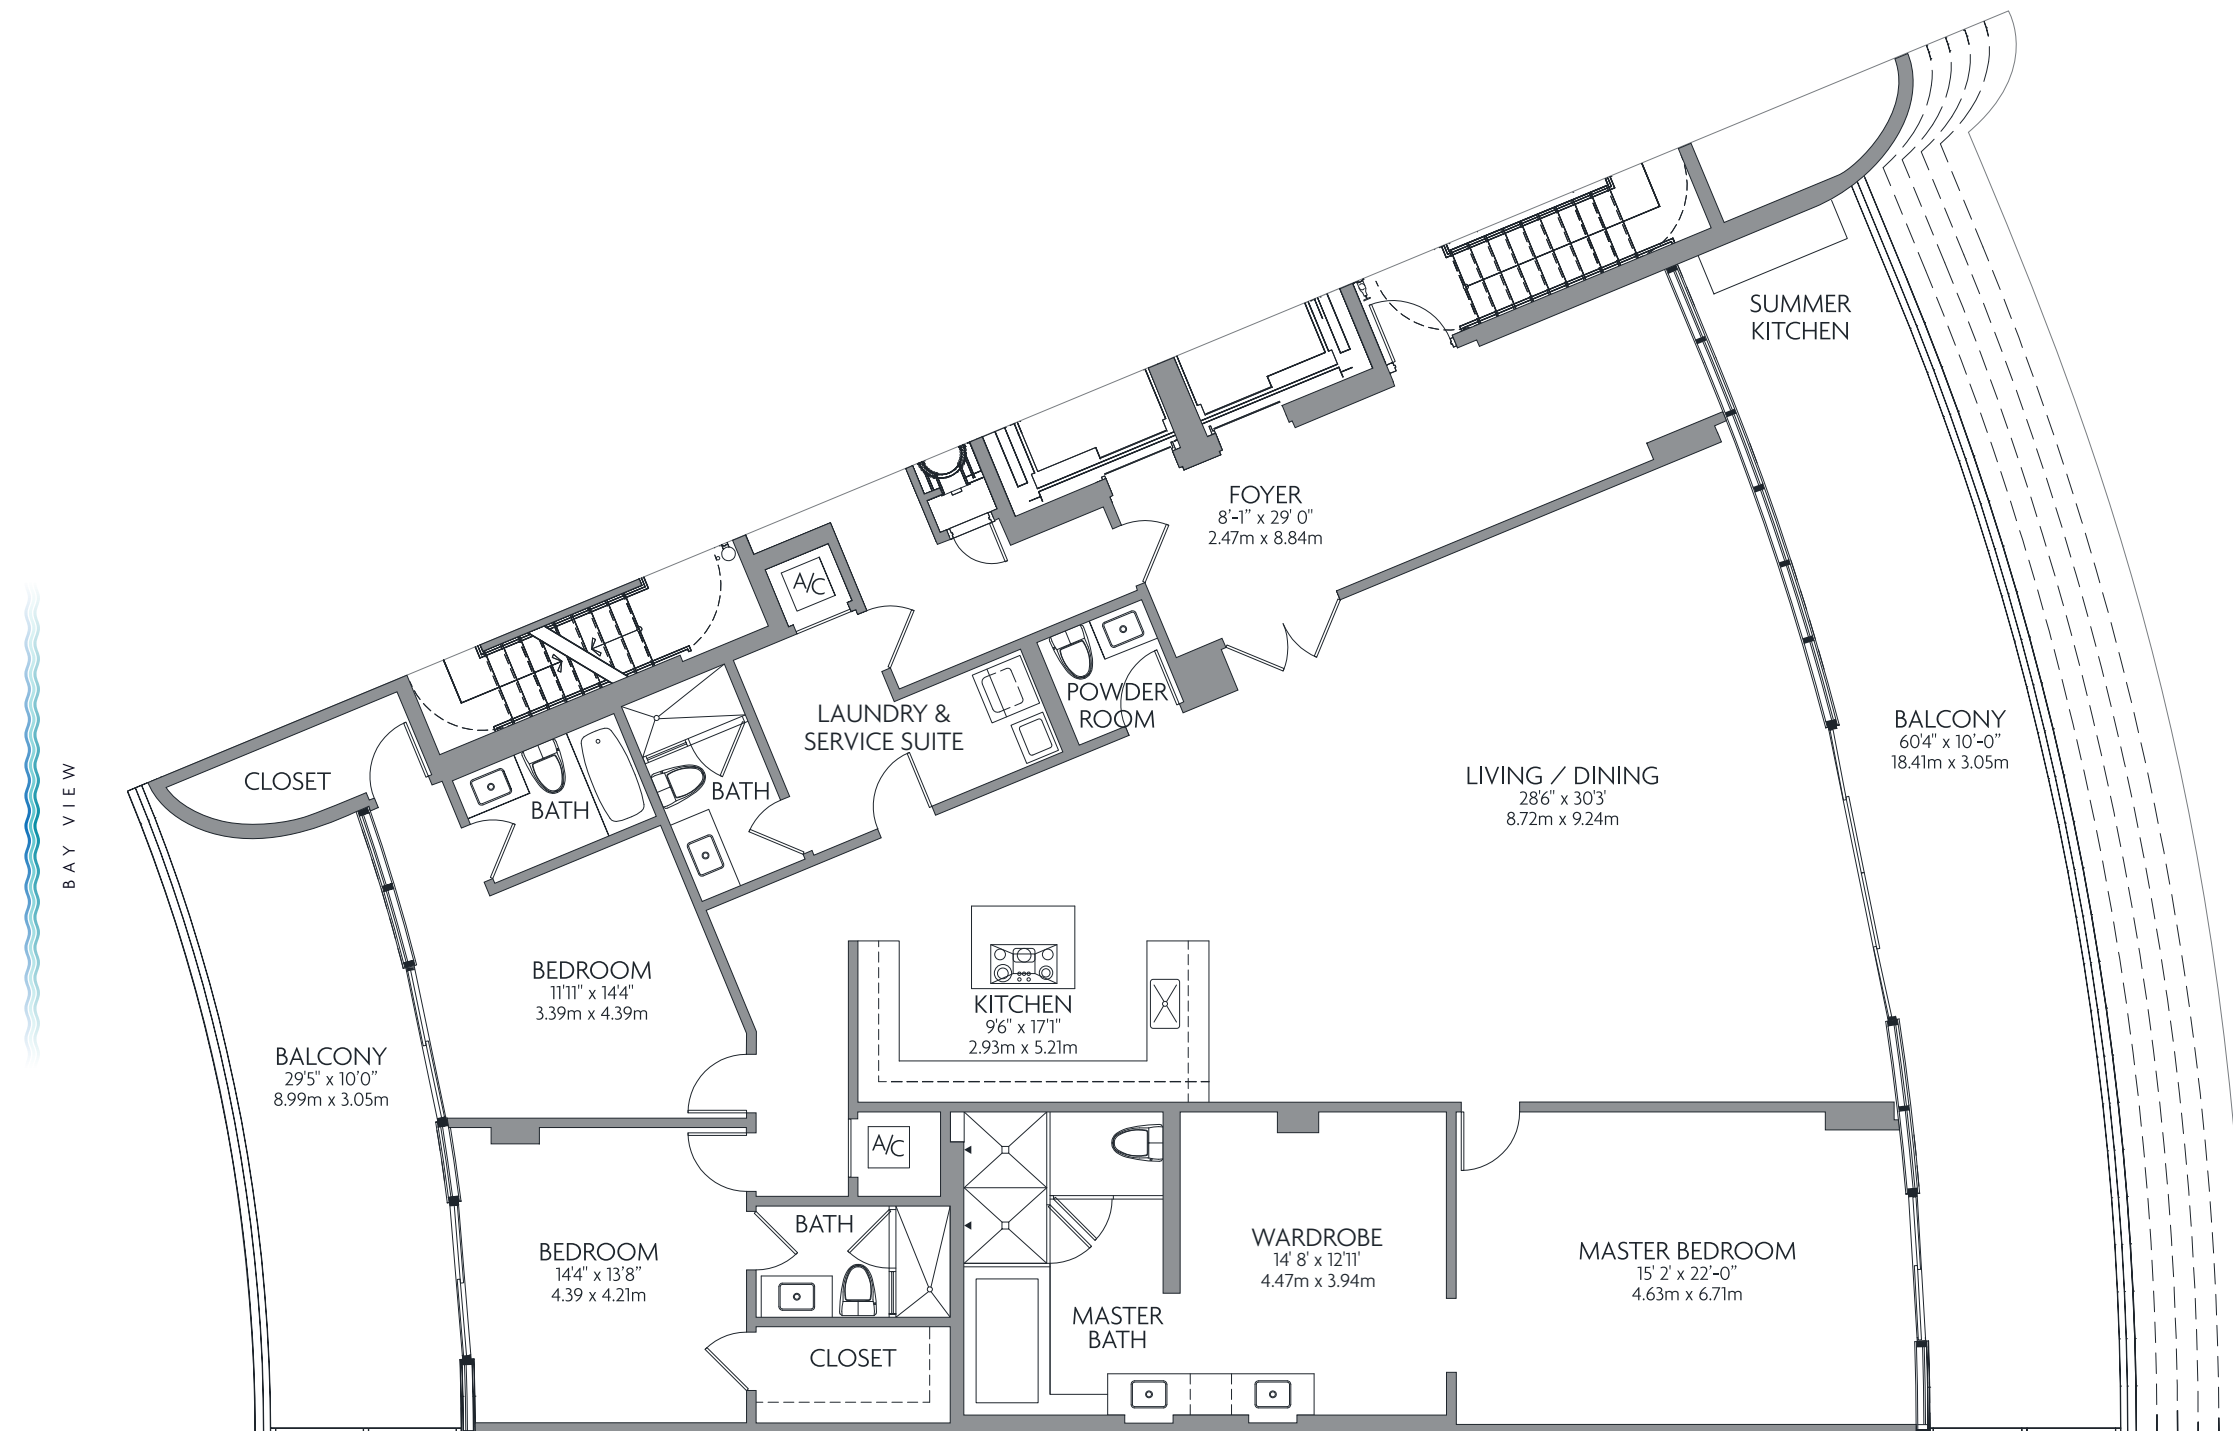 SUMMER
KITCHEN
FOYER
8'-1" x 29' 0"
2.47m x 8.84m
A/C
POWDER
ROOM
LAUNDRY &
SERVICE SUITE
BALCONY
60'4" x 10'-0”
18.41m x 3.05m
CLOSET
BATH
BATH
LIVING / DINING
28'6" x 30'3'
8.72m x 9.24m
BAY VIEW
BEDROOM
11'11" x 14'4"
3.39m x 4.39m
KITCHEN
9'6" x 17'1"
2.93m x 5.21m
BALCONY
29'5" x 10'0”
8.99m x 3.05m
A/C
BATH
BEDROOM
14'4" x 13'8”
4.39 x 4.21m
WARDROBE
14' 8' x 12'11'
4.47m x 3.94m
MASTER BEDROOM
15' 2' x 22'-0”
4.63m x 6.71m
MASTER
BATH
CLOSET